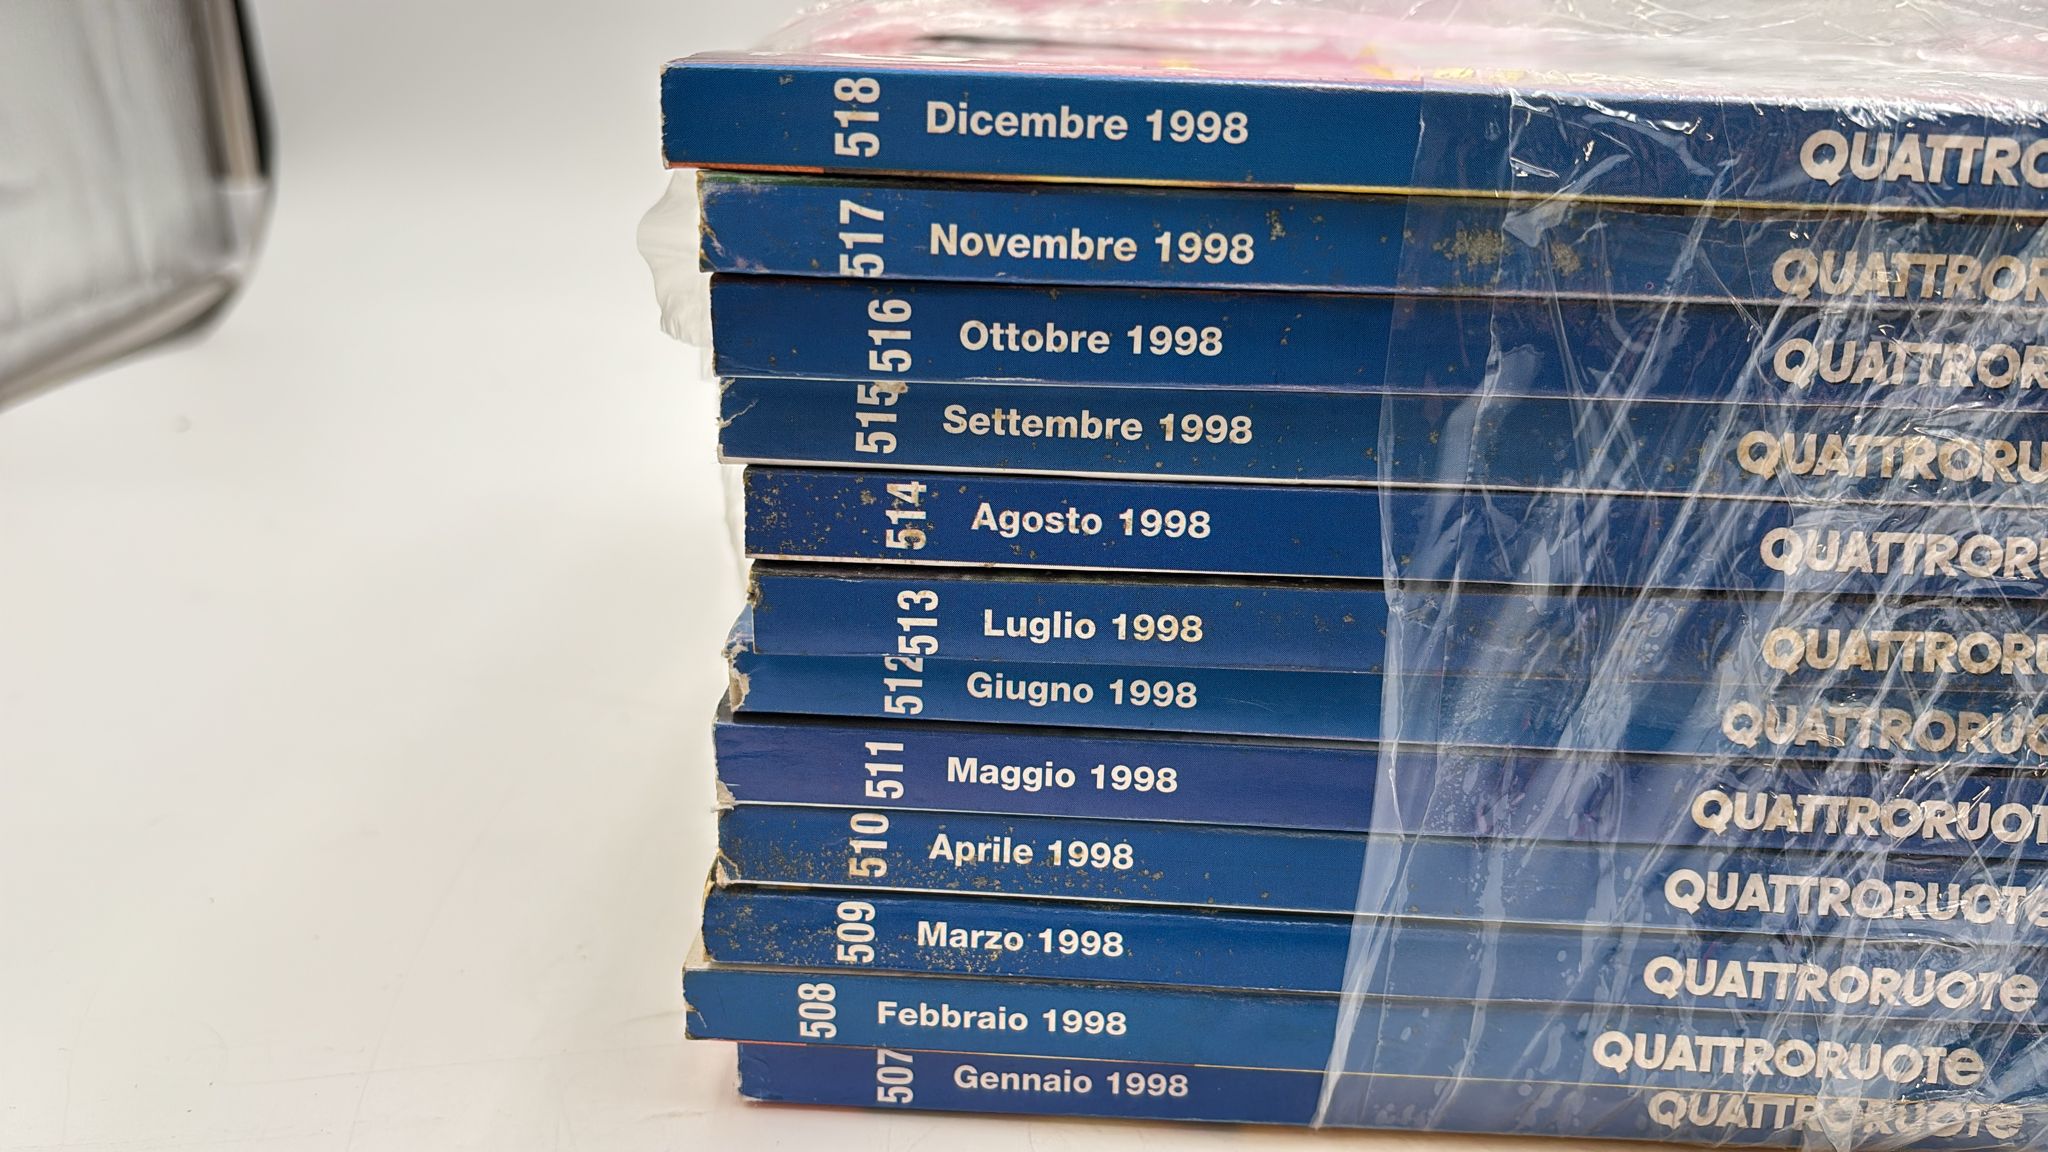 518 Dicembre 1998 QUATTRO
517 Novembre 1998 QUATTROR
516 Ottobre 1998 QUATTROR
515 Settembre 1998 QUATTRORU
514 Agosto 1998 QUATTRORU
513 Luglio 1998 QUATTRORU
512 Giugno 1998 QUATTRORUO
511 Maggio 1998 QUATTRORUOT
510 Aprile 1998 QUATTRORUOTe
509 Marzo 1998 QUATTRORUOTe
508 Febbraio 1998 QUATTRORUOTe
507 Gennaio 1998 QUATTRORUOTe